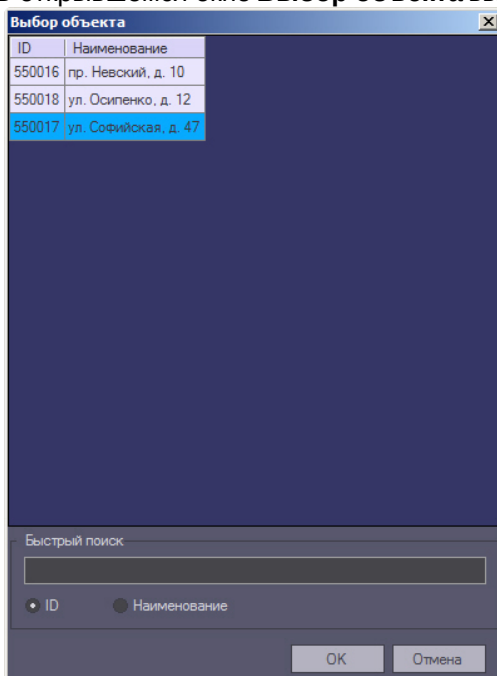 Выбор объекта
ID Наименование
550016 пр. Невский, д. 10
550018 ул. Осипенко, д. 12
550017 ул. Софийская, д. 47
Быстрый поиск
ID Наименование
OK Отмена